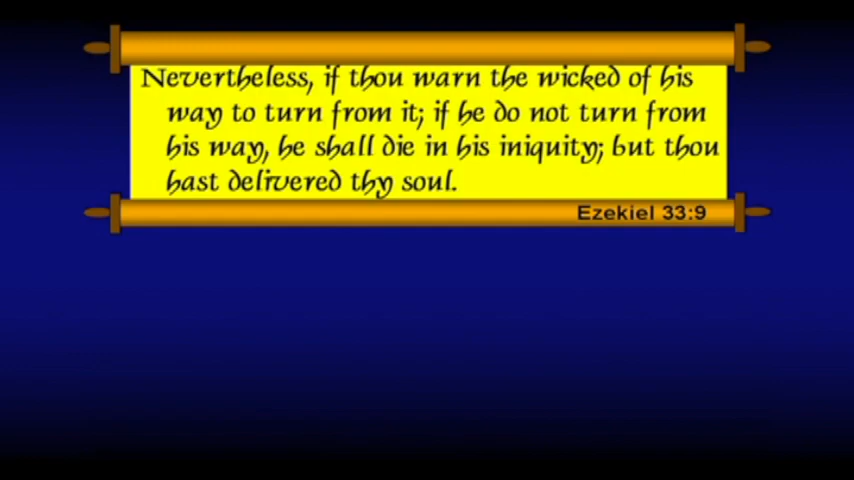 Nevertheless, if thou warn the wicked of his
way to turn from it; if he do not turn from
his way, he shall die in his iniquity; but thou
hast delivered thy soul.
Ezekiel 33:9